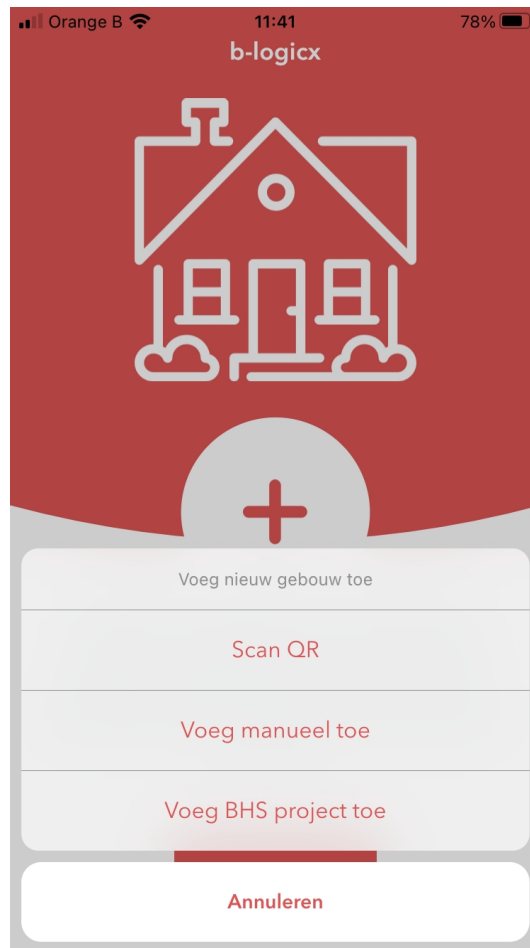 Orange B 11:41 78%
b-logicx
Voeg nieuw gebouw toe
Scan QR
Voeg manueel toe
Voeg BHS project toe
Annuleren